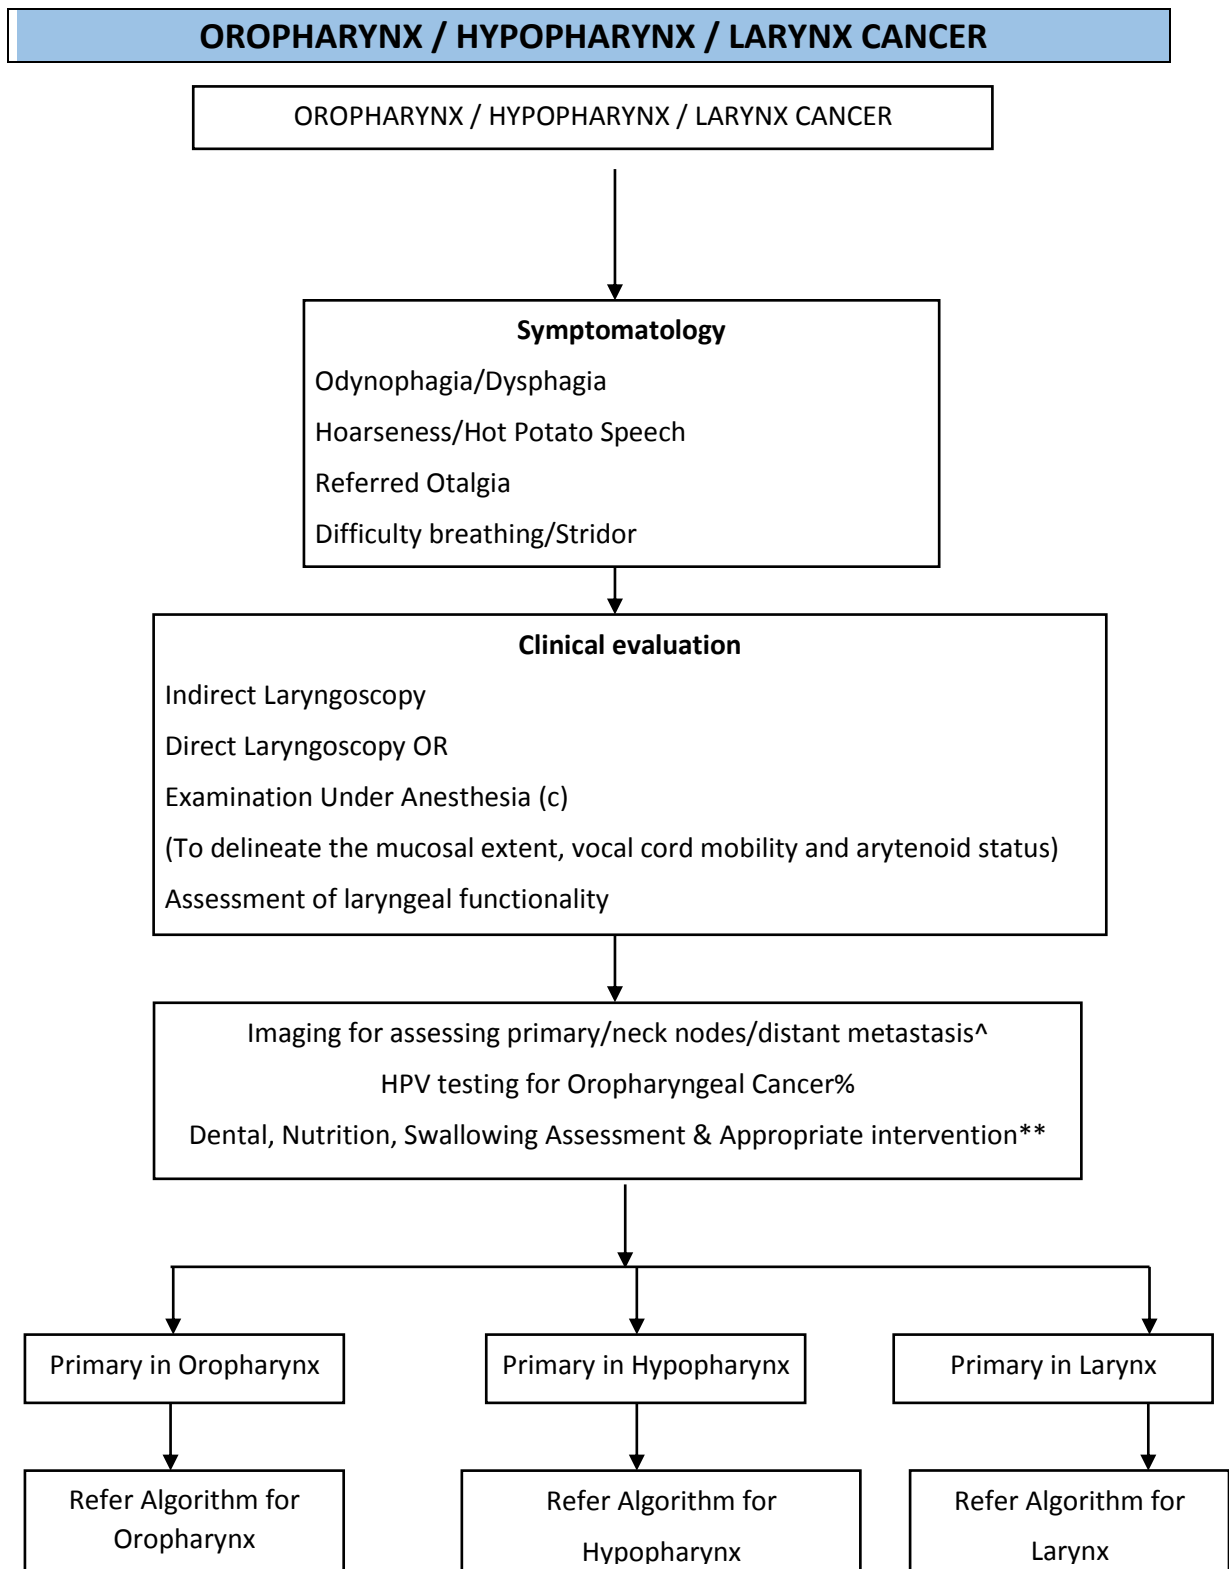 OROPHARYNX / HYPOPHARYNX / LARYNX CANCER
OROPHARYNX / HYPOPHARYNX / LARYNX CANCER
Symptomatology
Odynophagia/Dysphagia
Hoarseness/Hot Potato Speech
Referred Otalgia
Difficulty breathing/Stridor
Clinical evaluation
Indirect Laryngoscopy
Direct Laryngoscopy OR
Examination Under Anesthesia (c)
(To delineate the mucosal extent, vocal cord mobility and arytenoid status)
Assessment of laryngeal functionality
Imaging for assessing primary/neck nodes/distant metastasis^
HPV testing for Oropharyngeal Cancer%
Dental, Nutrition, Swallowing Assessment & Appropriate intervention**
Primary in Oropharynx
Primary in Hypopharynx
Primary in Larynx
Refer Algorithm for
Oropharynx
Refer Algorithm for
Hypopharynx
Refer Algorithm for
Larynx